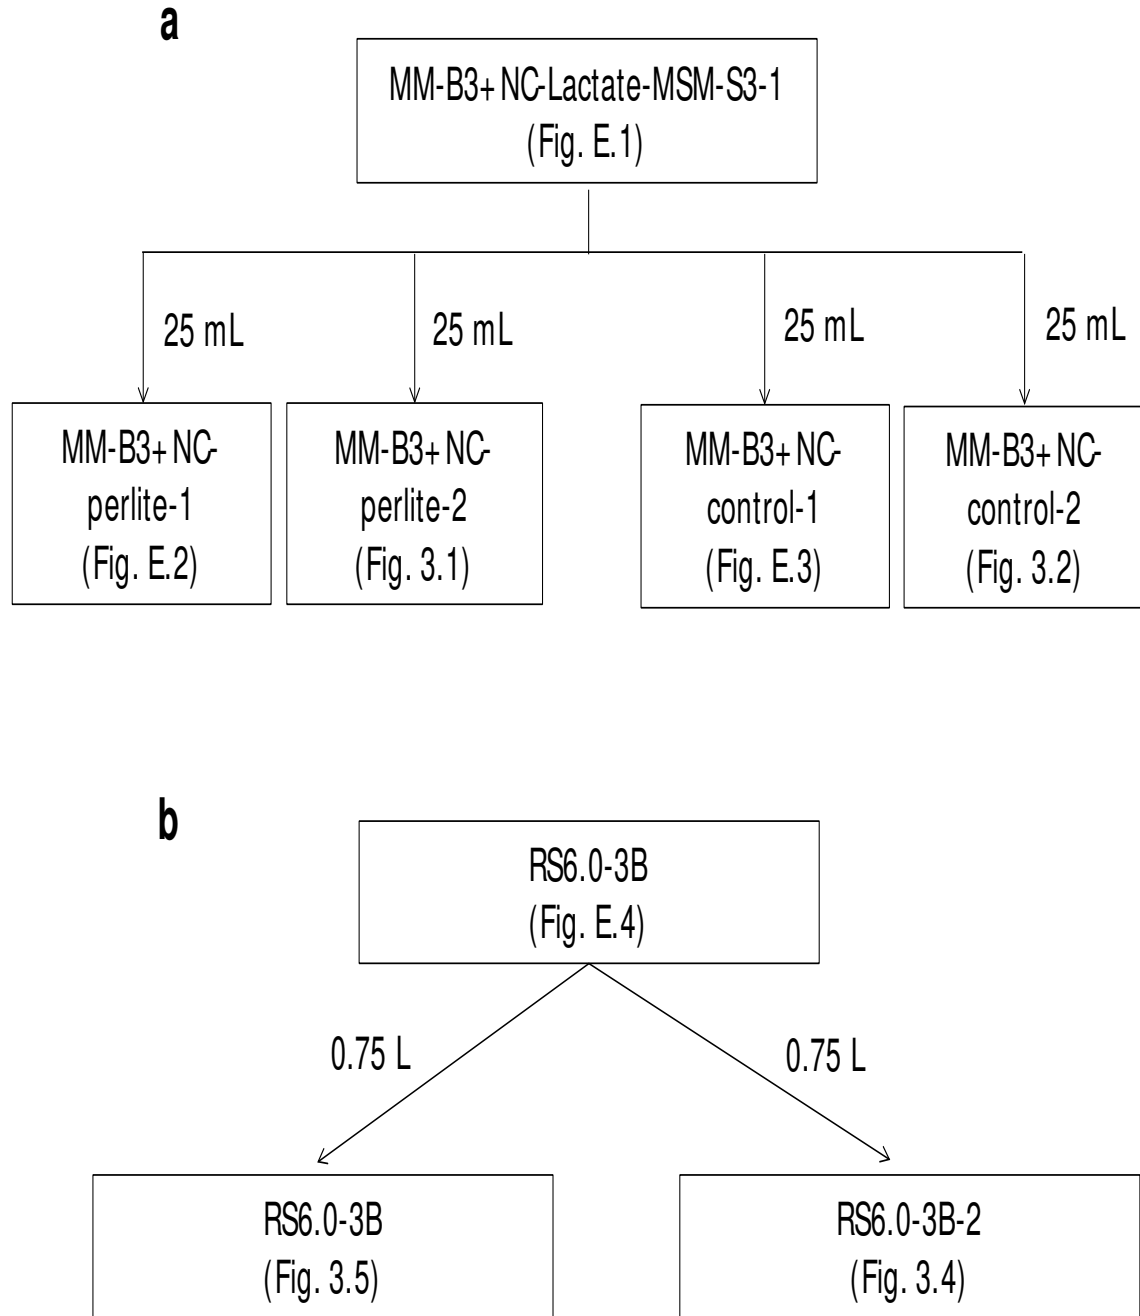 a
MM-B3+NC-Lactate-MSM-S3-1
(Fig. E.1)
25 mL
25 mL
25 mL
25 mL
MM-B3+NC-
perlite-1
(Fig. E.2)
MM-B3+NC-
perlite-2
(Fig. 3.1)
MM-B3+NC-
control-1
(Fig. E.3)
MM-B3+NC-
control-2
(Fig. 3.2)
b
RS6.0-3B
(Fig. E.4)
0.75 L
0.75 L
RS6.0-3B
(Fig. 3.5)
RS6.0-3B-2
(Fig. 3.4)